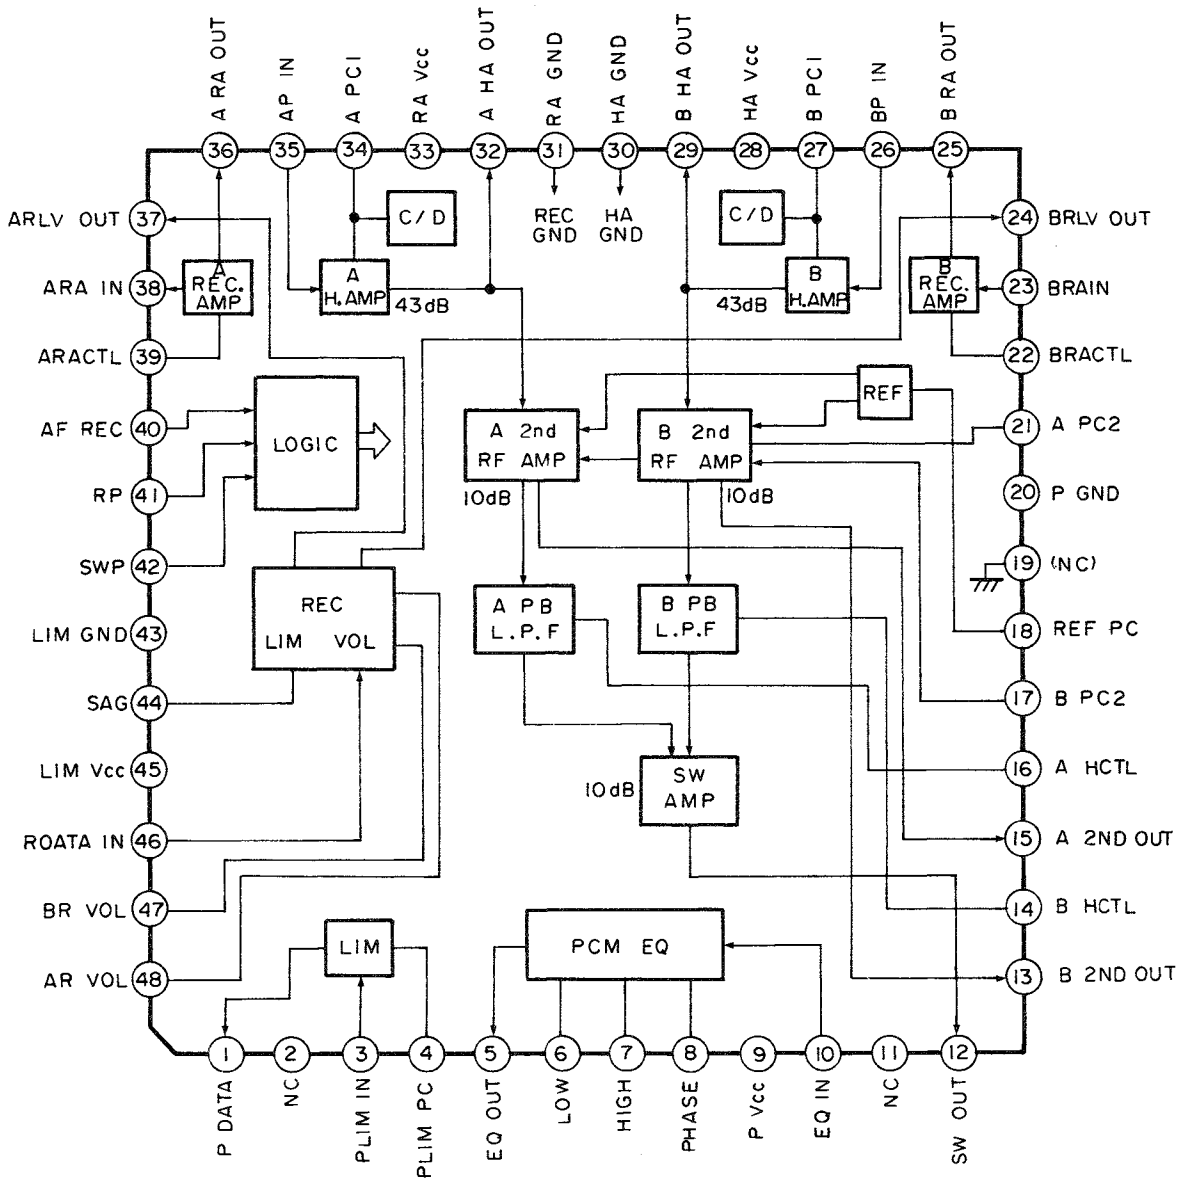 A RA OUT
AP IN
A PC1
RA Vcc
A HA OUT
RA GND
HA GND
B HA OUT
HA Vcc
B PC1
BP IN
B RA OUT
36
35
34
33
32
31
30
29
28
27
26
25
ARLV OUT
37
C/D
REC
GND
HA
GND
C/D
24
BRLV OUT
ARA IN
38
A
REC.
AMP
A
H.AMP
43dB
43dB
B
H.AMP
B
REC.
AMP
23
BRAIN
ARACTL
39
22
BRACTL
REF
AF REC
40
LOGIC
A 2nd
RF AMP
10dB
B 2nd
RF AMP
10dB
21
A PC2
RP
41
20
P GND
SWP
42
19
(NC)
REC
LIM VOL
A PB
L.P.F
B PB
L.P.F
LIM GND
43
18
REF PC
SAG
44
17
B PC2
LIM Vcc
45
10dB
SW
AMP
16
A HCTL
ROATA IN
46
15
A 2ND OUT
BR VOL
47
14
B HCTL
LIM
PCM EQ
AR VOL
48
13
B 2ND OUT
1
2
3
4
5
6
7
8
9
10
11
12
P DATA
NC
PLIM IN
PLIM PC
EQ OUT
LOW
HIGH
PHASE
P Vcc
EQ IN
NC
SW OUT